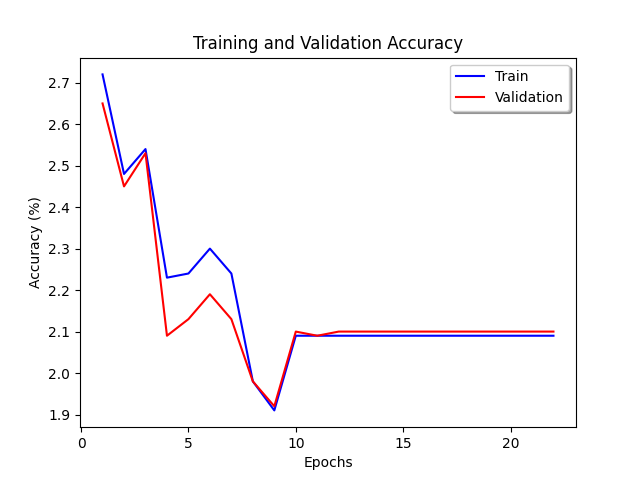 Training and Validation Accuracy
Train
Validation
Accuracy (%)
2.7
2.6
2.5
2.4
2.3
2.2
2.1
2.0
1.9
0
5
10
15
20
Epochs